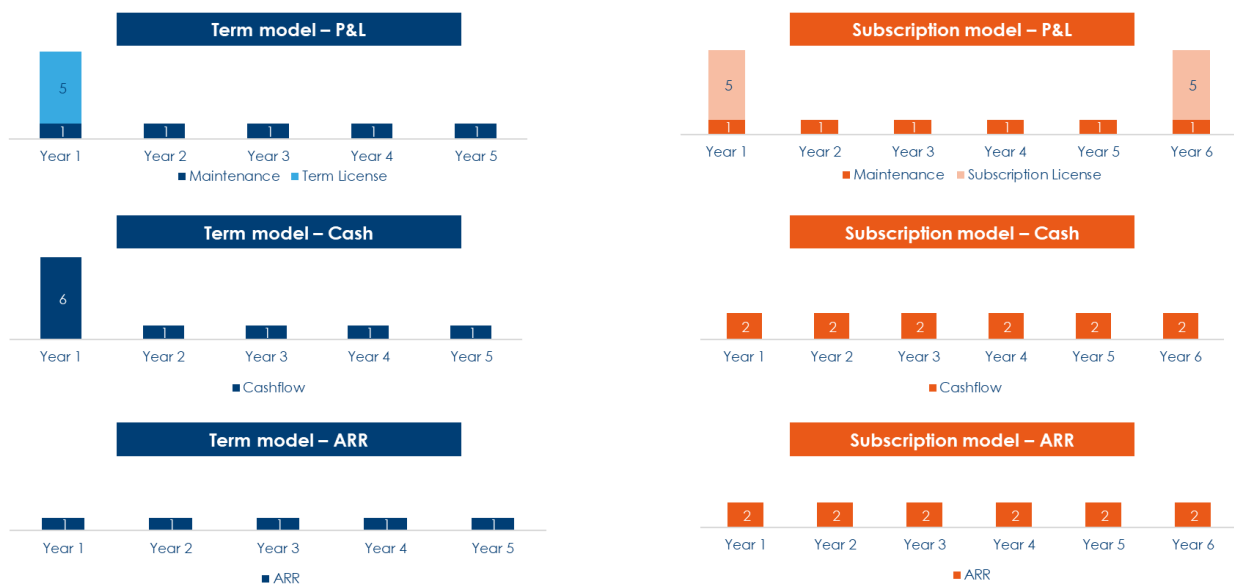 Term model – P&L
5
1 1 1 1 1
Year 1 Year 2 Year 3 Year 4 Year 5
Maintenance Term License
Subscription model – P&L
5 5
1 1 1 1 1 1
Year 1 Year 2 Year 3 Year 4 Year 5 Year 6
Maintenance Subscription License
Term model – Cash
6
1 1 1 1
Year 1 Year 2 Year 3 Year 4 Year 5
Cashflow
Subscription model – Cash
2 2 2 2 2 2
Year 1 Year 2 Year 3 Year 4 Year 5 Year 6
Cashflow
Term model – ARR
1 1 1 1 1
Year 1 Year 2 Year 3 Year 4 Year 5
ARR
Subscription model – ARR
2 2 2 2 2 2
Year 1 Year 2 Year 3 Year 4 Year 5 Year 6
ARR